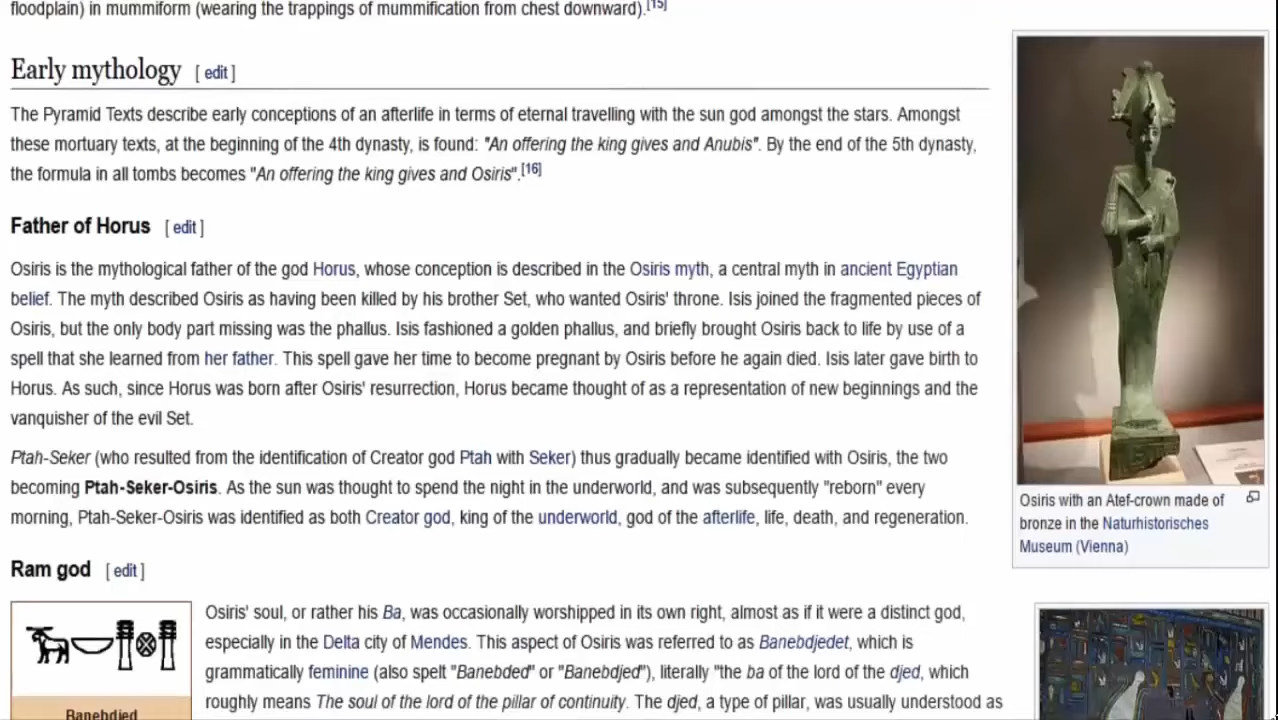 floodplain) in mummiform (wearing the trappings of mummification from chest downward).[15]
Early mythology [ edit ]
The Pyramid Texts describe early conceptions of an afterlife in terms of eternal travelling with the sun god amongst the stars. Amongst
these mortuary texts, at the beginning of the 4th dynasty, is found: "An offering the king gives and Anubis". By the end of the 5th dynasty,
the formula in all tombs becomes "An offering the king gives and Osiris".[16]
Father of Horus [ edit ]
Osiris is the mythological father of the god Horus, whose conception is described in the Osiris myth, a central myth in ancient Egyptian
belief. The myth described Osiris as having been killed by his brother Set, who wanted Osiris' throne. Isis joined the fragmented pieces of
Osiris, but the only body part missing was the phallus. Isis fashioned a golden phallus, and briefly brought Osiris back to life by use of a
spell that she learned from her father. This spell gave her time to become pregnant by Osiris before he again died. Isis later gave birth to
Horus. As such, since Horus was born after Osiris' resurrection, Horus became thought of as a representation of new beginnings and the
vanquisher of the evil Set.
Ptah-Seker (who resulted from the identification of Creator god Ptah with Seker) thus gradually became identified with Osiris, the two
becoming Ptah-Seker-Osiris. As the sun was thought to spend the night in the underworld, and was subsequently "reborn" every
morning, Ptah-Seker-Osiris was identified as both Creator god, king of the underworld, god of the afterlife, life, death, and regeneration.
Osiris with an Atef-crown made of
bronze in the Naturhistorisches
Museum (Vienna)
Ram god [ edit ]
Osiris' soul, or rather his Ba, was occasionally worshipped in its own right, almost as if it were a distinct god,
especially in the Delta city of Mendes. This aspect of Osiris was referred to as Banebdjedet, which is
grammatically feminine (also spelt "Banebded" or "Banebdjed"), literally "the ba of the lord of the djed, which
roughly means The soul of the lord of the pillar of continuity. The djed, a type of pillar, was usually understood as
Banebdjed